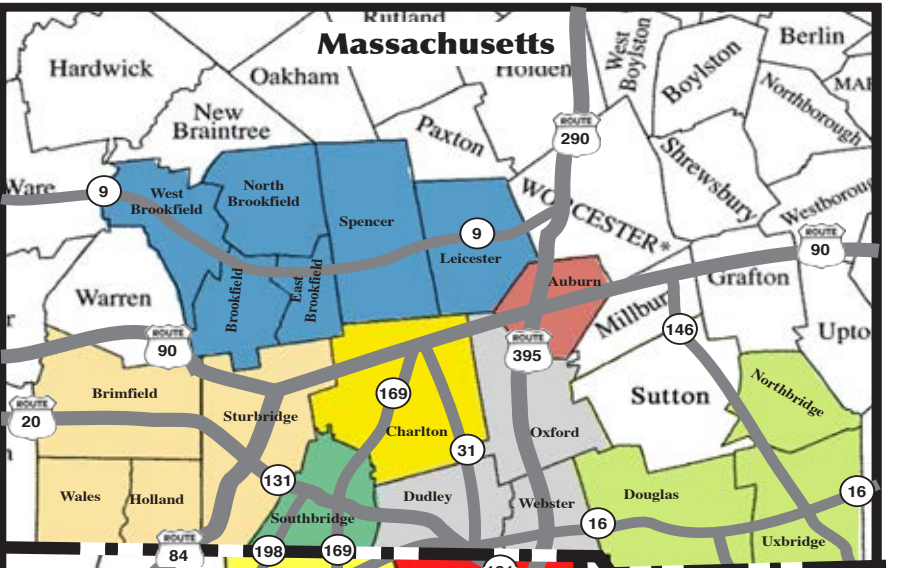 Rutland
Massachusetts
Berlin
West
Boylston
Boylston
Hardwick
Oakham
Holden
Northborough
New
Braintree
Paxton
ROUTE
290
Shrewsbury
Ware
9
West
Brookfield
North
Brookfield
Spencer
9
Leicester
WORCESTER*
Westboroug
ROUTE
90
Warren
Brookfield
East
Brookfield
Auburn
Millbur
Grafton
146
Upto
ROUTE
90
ROUTE
395
Brimfield
Sturbridge
169
Charlton
31
Oxford
Sutton
Northbridge
ROUTE
20
131
Wales
Holland
Southbridge
Dudley
Webster
Douglas
16
16
Uxbridge
ROUTE
84
198
169